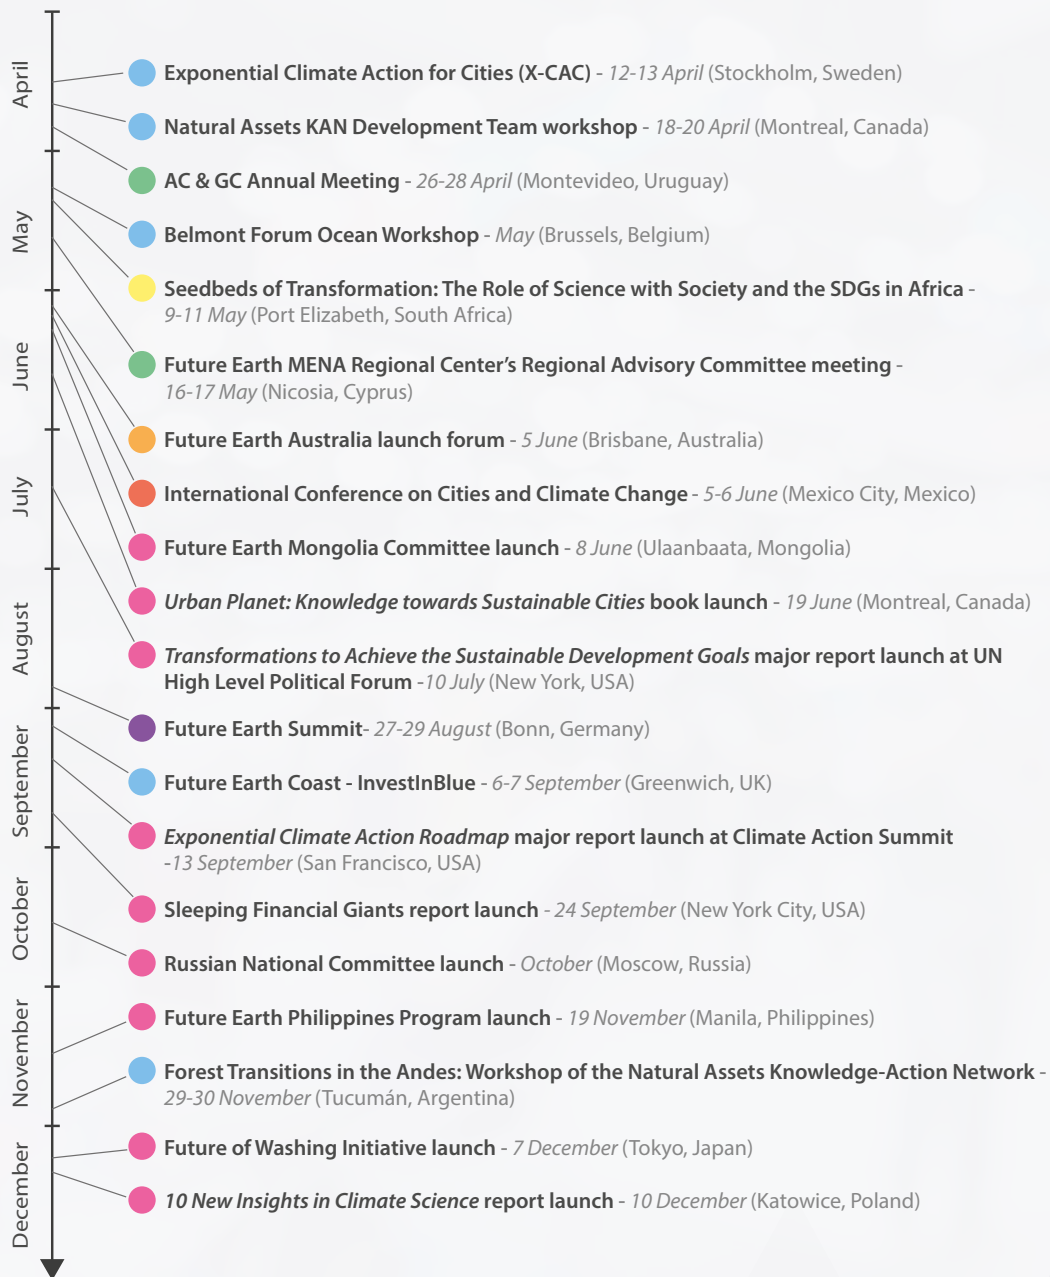 April
May
June
July
August
September
October
November
December
Exponential Climate Action for Cities (X-CAC) - 12-13 April (Stockholm, Sweden)
Natural Assets KAN Development Team workshop - 18-20 April (Montreal, Canada)
AC & GC Annual Meeting - 26-28 April (Montevideo, Uruguay)
Belmont Forum Ocean Workshop - May (Brussels, Belgium)
Seedbeds of Transformation: The Role of Science with Society and the SDGs in Africa -
9-11 May (Port Elizabeth, South Africa)
Future Earth MENA Regional Center's Regional Advisory Committee meeting -
16-17 May (Nicosia, Cyprus)
Future Earth Australia launch forum - 5 June (Brisbane, Australia)
International Conference on Cities and Climate Change - 5-6 June (Mexico City, Mexico)
Future Earth Mongolia Committee launch - 8 June (Ulaanbaata, Mongolia)
Urban Planet: Knowledge towards Sustainable Cities book launch - 19 June (Montreal, Canada)
Transformations to Achieve the Sustainable Development Goals major report launch at UN
High Level Political Forum -10 July (New York, USA)
Future Earth Summit- 27-29 August (Bonn, Germany)
Future Earth Coast - InvestInBlue - 6-7 September (Greenwich, UK)
Exponential Climate Action Roadmap major report launch at Climate Action Summit
-13 September (San Francisco, USA)
Sleeping Financial Giants report launch - 24 September (New York City, USA)
Russian National Committee launch - October (Moscow, Russia)
Future Earth Philippines Program launch - 19 November (Manila, Philippines)
Forest Transitions in the Andes: Workshop of the Natural Assets Knowledge-Action Network -
29-30 November (Tucumán, Argentina)
Future of Washing Initiative launch - 7 December (Tokyo, Japan)
10 New Insights in Climate Science report launch - 10 December (Katowice, Poland)